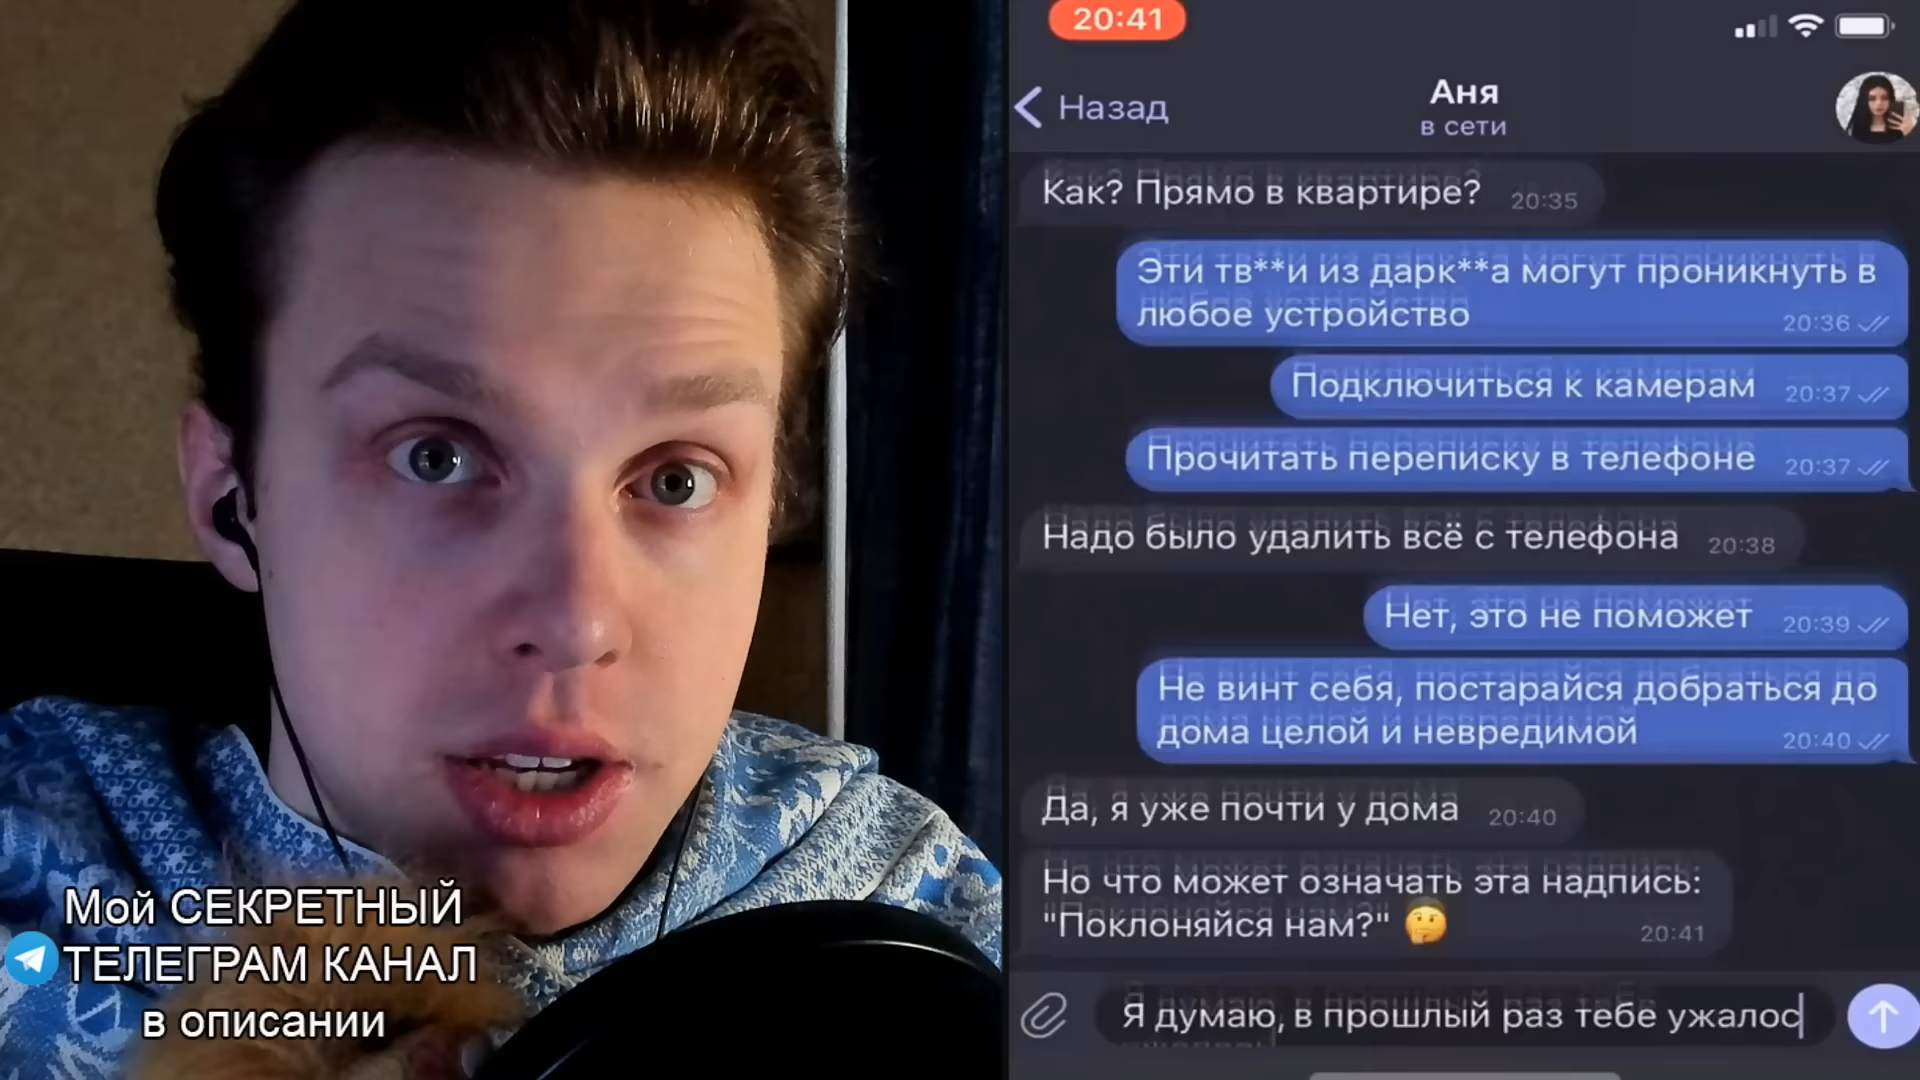 20:41
Назад
Аня
в сети
Как? Прямо в квартире? 20:35
Эти тв**и из дарк**а могут проникнуть в
любое устройство 20:36
Подключиться к камерам 20:37
Прочитать переписку в телефоне 20:37
Надо было удалить всё с телефона 20:38
Нет, это не поможет 20:39
Не винт себя, постарайся добраться до
дома целой и невредимой 20:40
Да, я уже почти у дома 20:40
Но что может означать эта надпись:
"Поклоняйся нам?" 🤔 20:41
Я думаю, в прошлый раз тебе ужалос
Мой СЕКРЕТНЫЙ
ТЕЛЕГРАМ КАНАЛ
в описании